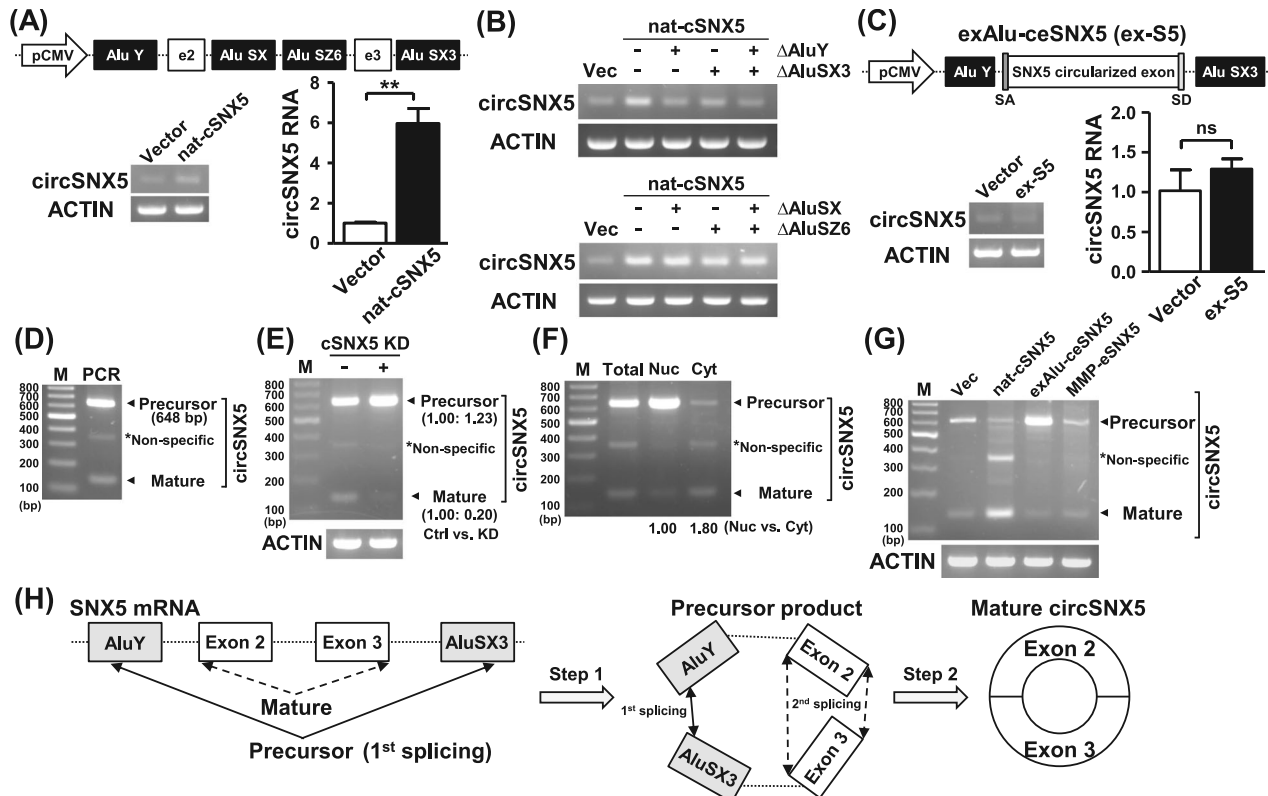 (A)
pCMV Alu Y e2 Alu SX Alu SZ6 e3 Alu SX3
Vector nat-cSNX5
circSNX5
ACTIN
circSNX5 RNA
8
6
4
2
0
**
Vector nat-cSNX5
(B)
nat-cSNX5
Vec - + - + ΔAluY
- - + + ΔAluSX3
circSNX5
ACTIN
nat-cSNX5
Vec - + - + ΔAluSX
- - + + ΔAluSZ6
circSNX5
ACTIN
(C)
exAlu-ceSNX5 (ex-S5)
pCMV Alu Y SNX5 circularized exon Alu SX3
SA SD
Vector ex-S5
circSNX5
ACTIN
circSNX5 RNA
2.0
1.5
1.0
0.5
0.0
ns
Vector ex-S5
(D)
M PCR
800
700
600
500
400
300
200
100
(bp)
Precursor
(648 bp)
*Non-specific
Mature
circSNX5
(E)
cSNX5 KD
M - +
800
700
600
500
400
300
200
100
(bp)
Precursor
(1.00: 1.23)
*Non-specific
Mature
(1.00: 0.20)
Ctrl vs. KD
circSNX5
ACTIN
(F)
M Total Nuc Cyt
800
700
600
500
400
300
200
100
(bp)
Precursor
*Non-specific
Mature
circSNX5
1.00 1.80 (Nuc vs. Cyt)
(G)
M Vec nat-cSNX5 exAlu-ceSNX5 MMP-eSNX5
800
700
600
500
400
300
200
100
(bp)
Precursor
*Non-specific
Mature
circSNX5
ACTIN
(H)
SNX5 mRNA
AluY Exon 2 Exon 3 AluSX3
Mature
Precursor (1st splicing)
Step 1
Precursor product
AluY Exon 2
1st splicing 2nd splicing
AluSX3 Exon 3
Step 2
Mature circSNX5
Exon 2
Exon 3